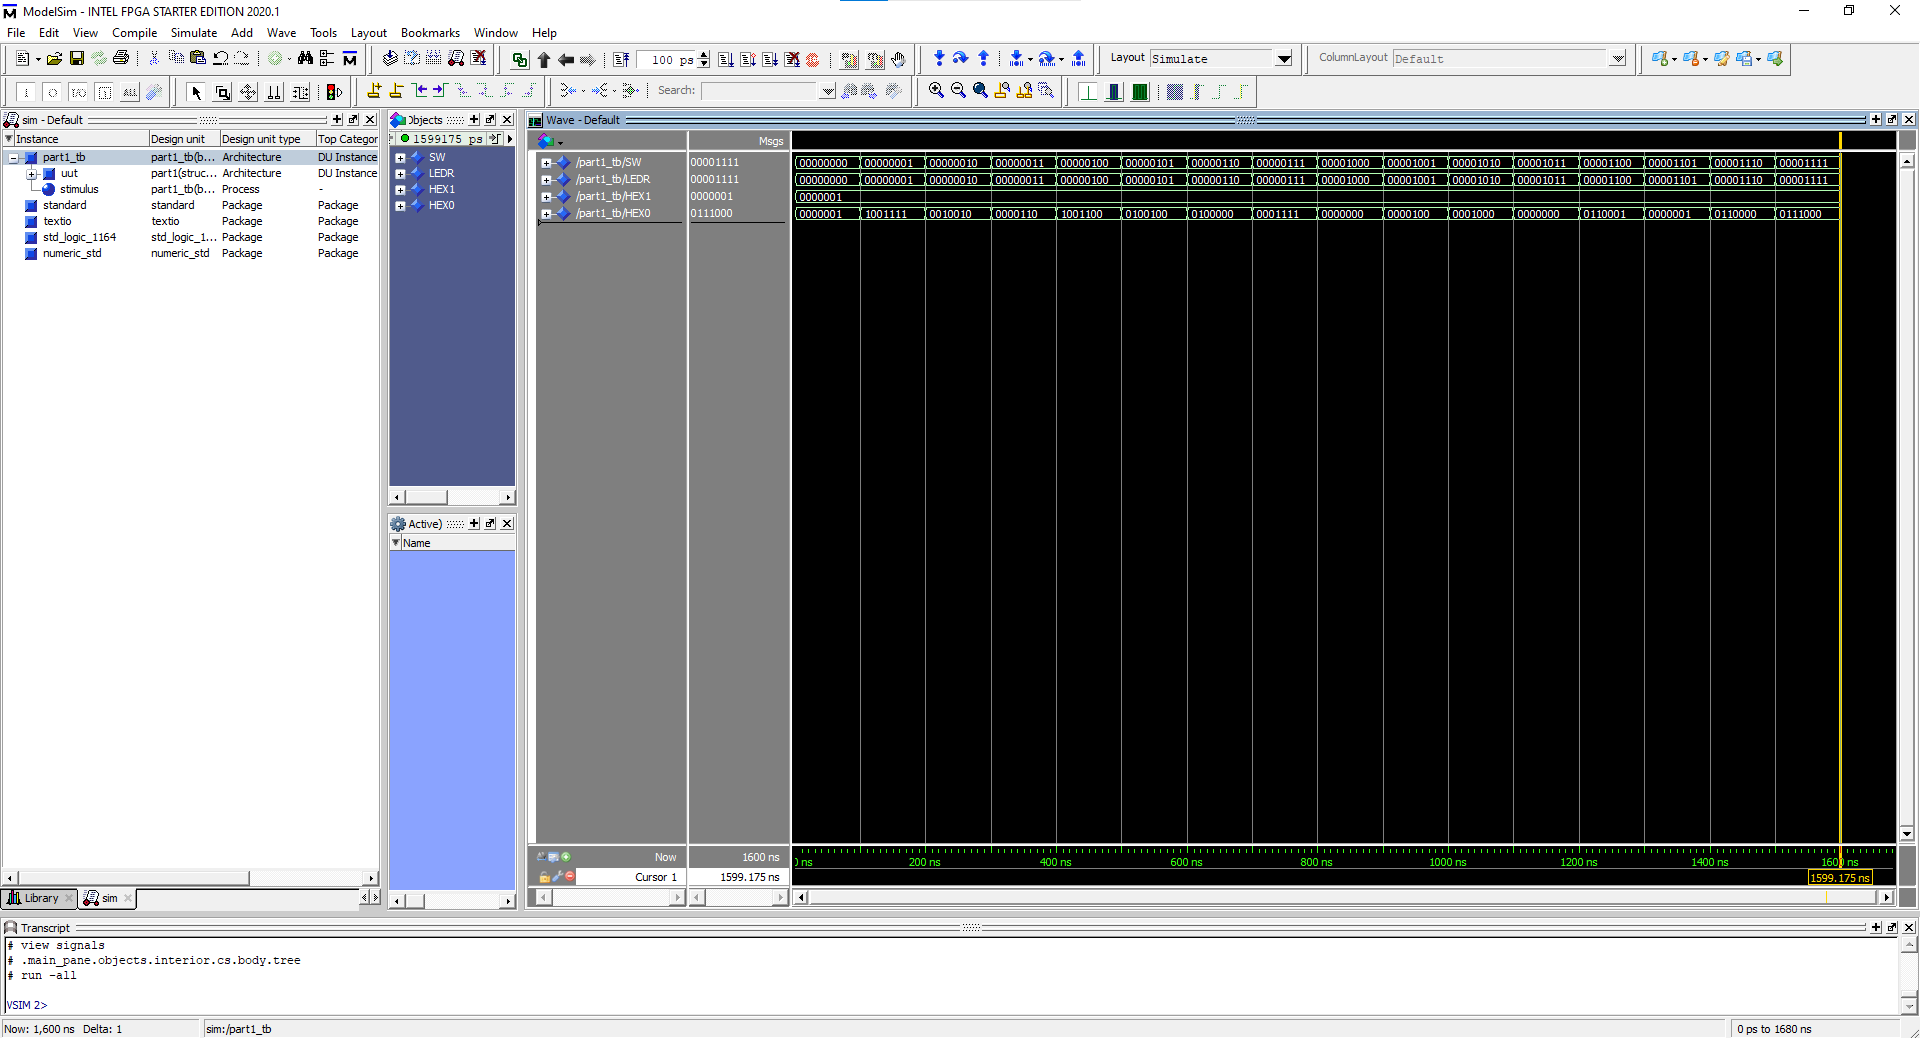 ModelSim - INTEL FPGA STARTER EDITION 2020.1
File Edit View Compile Simulate Add Wave Tools Layout Bookmarks Window Help
100 ps
Layout Simulate
ColumnLayout Default
ALL
Search:
sim - Default
Instance Design unit Design unit type Top Categor
part1_tb part1_tb(b... Architecture DU Instance
uut part1(struc... Architecture DU Instance
stimulus part1_tb(b... Process -
standard standard Package Package
textio textio Package Package
std_logic_1164 std_logic_1... Package Package
numeric_std numeric_std Package Package
Library sim
Objects
1599175 ps
SW
LEDR
HEX1
HEX0
Active)
Name
Wave - Default
Msgs
/part1_tb/SW 00001111 00000000 00000001 00000010 00000011 00000100 00000101 00000110 00000111 00001000 00001001 00001010 00001011 00001100 00001101 00001110 00001111
/part1_tb/LEDR 00001111 00000000 00000001 00000010 00000011 00000100 00000101 00000110 00000111 00001000 00001001 00001010 00001011 00001100 00001101 00001110 00001111
/part1_tb/HEX1 0000001 0000001
/part1_tb/HEX0 0111000 0000001 1001111 0010010 0000110 1001100 0100100 0100000 0001111 0000000 0000100 0001000 0000000 0110001 0000001 0110000 0111000
Now 1600 ns ns 200 ns 400 ns 600 ns 800 ns 1000 ns 1200 ns 1400 ns 1600 ns
Cursor 1 1599.175 ns 1599.175 ns
Transcript
# view signals
# .main_pane.objects.interior.cs.body.tree
# run -all
VSIM 2>
Now: 1,600 ns Delta: 1 sim:/part1_tb 0 ps to 1680 ns